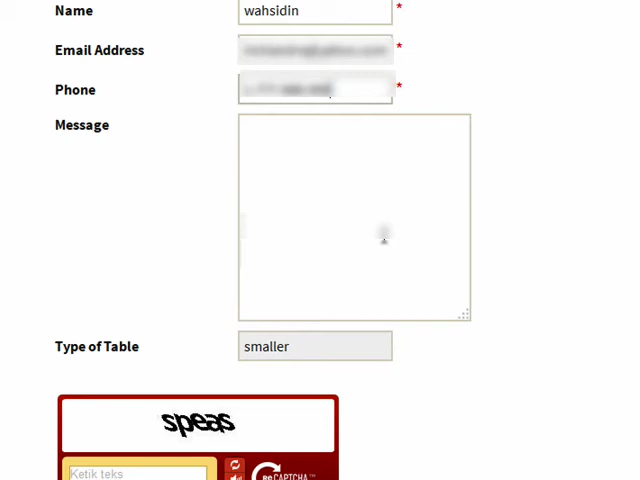 Name wahsidin *
Email Address *
Phone *
Message
Type of Table smaller
speas
Ketik teks
reCAPTCHA